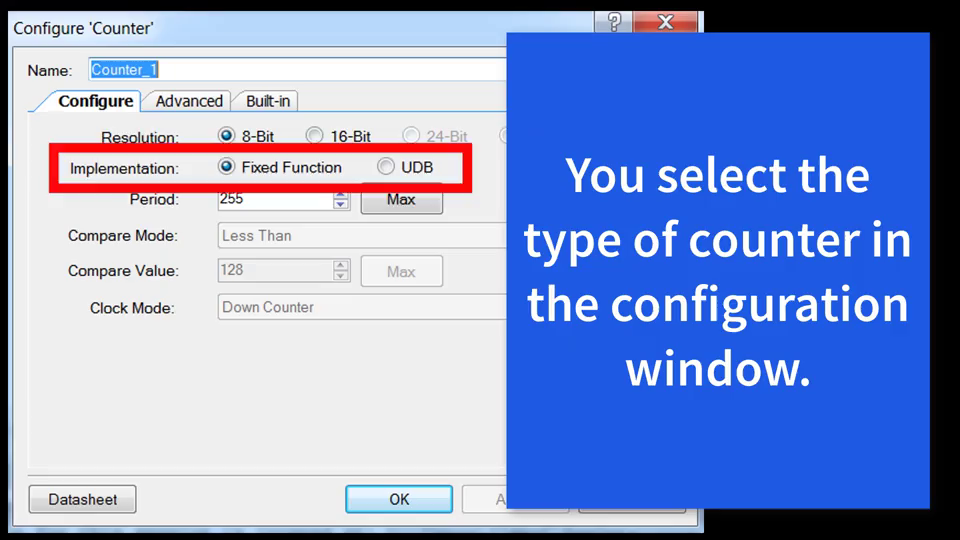 Configure 'Counter'
Name: Counter_1
Configure Advanced Built-in
Resolution: 8-Bit 16-Bit 24-Bit
Implementation: Fixed Function UDB
Period: 255 Max
Compare Mode: Less Than
Compare Value: 128 Max
Clock Mode: Down Counter
Datasheet OK
You select the
type of counter in
the configuration
window.